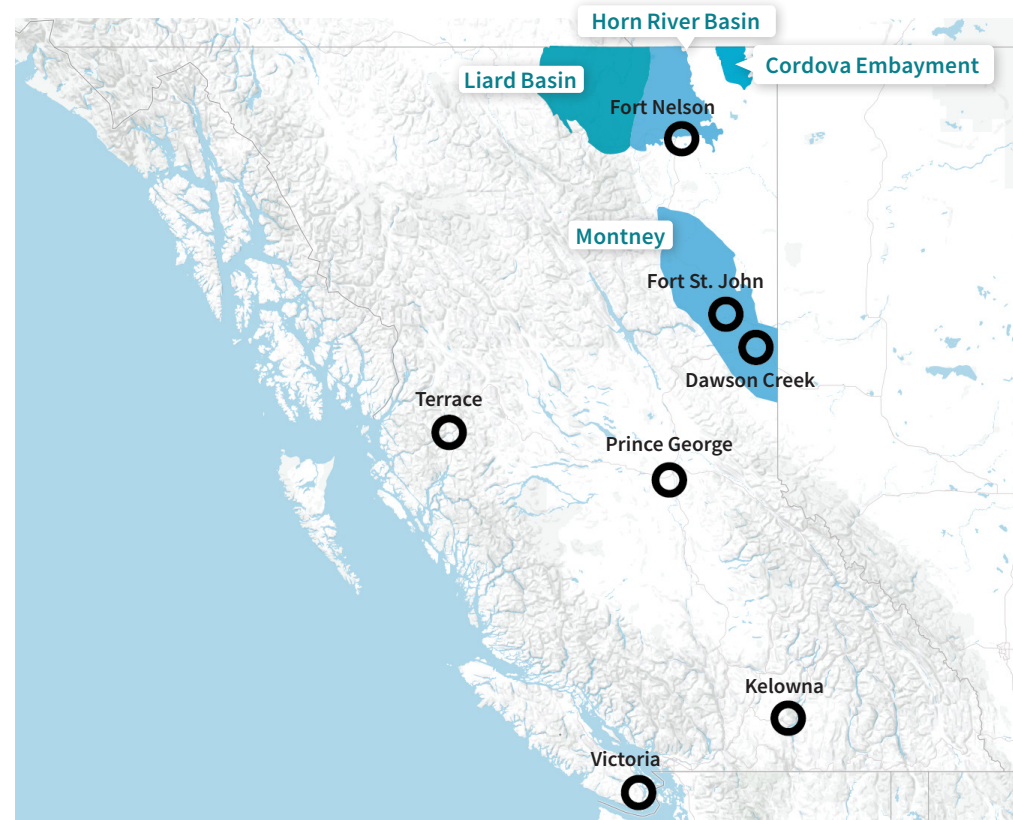 Horn River Basin
Cordova Embayment
Liard Basin
Fort Nelson
Montney
Fort St. John
Dawson Creek
Terrace
Prince George
Kelowna
Victoria